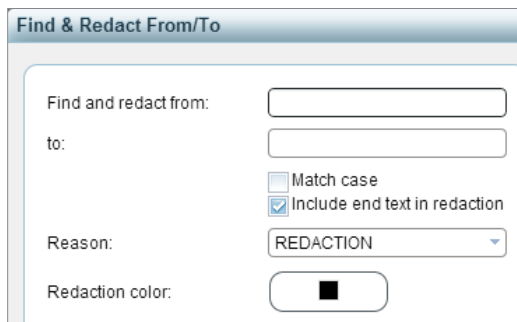 Find & Redact From/To
Find and redact from:
to:
Match case
Include end text in redaction
Reason:
REDACTION
Redaction color: